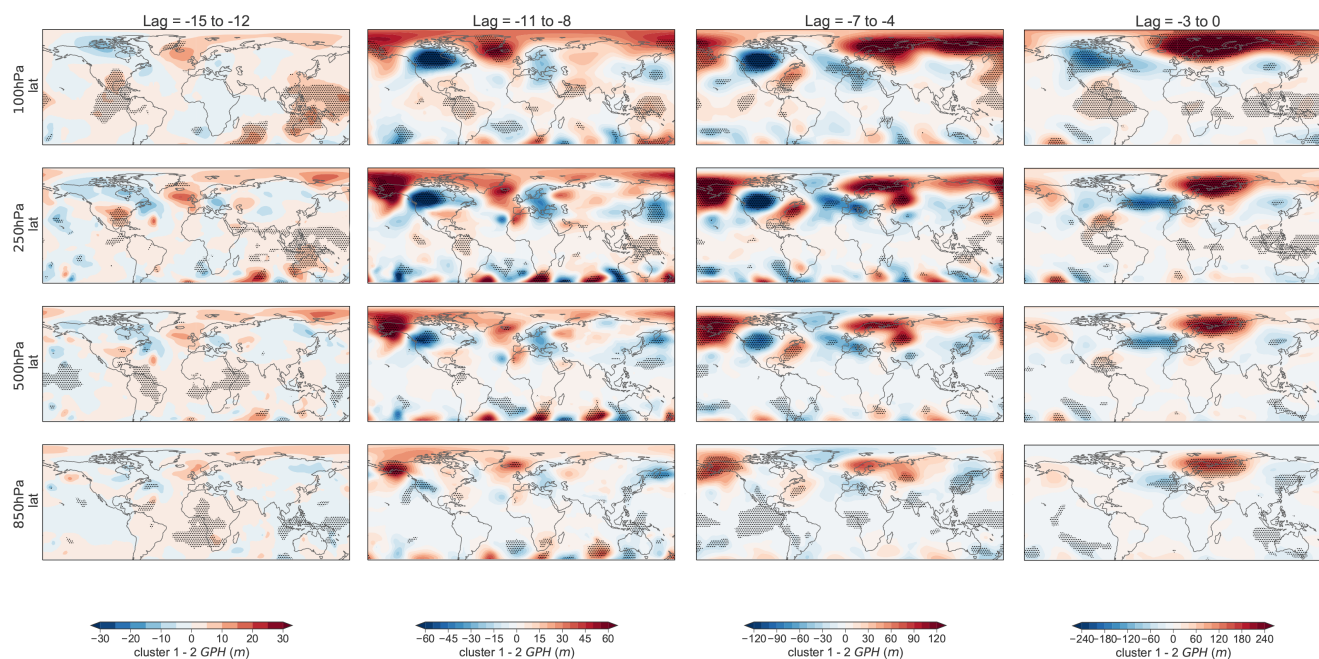 Lag = -15 to -12
Lag = -11 to -8
Lag = -7 to -4
Lag = -3 to 0
100hPa
lat
250hPa
lat
500hPa
lat
850hPa
lat
−30 −20 −10 0 10 20 30
cluster 1 - 2 GPH (m)
−60 −45 −30 −15 0 15 30 45 60
cluster 1 - 2 GPH (m)
−120 −90 −60 −30 0 30 60 90 120
cluster 1 - 2 GPH (m)
−240 −180 −120 −60 0 60 120 180 240
cluster 1 - 2 GPH (m)